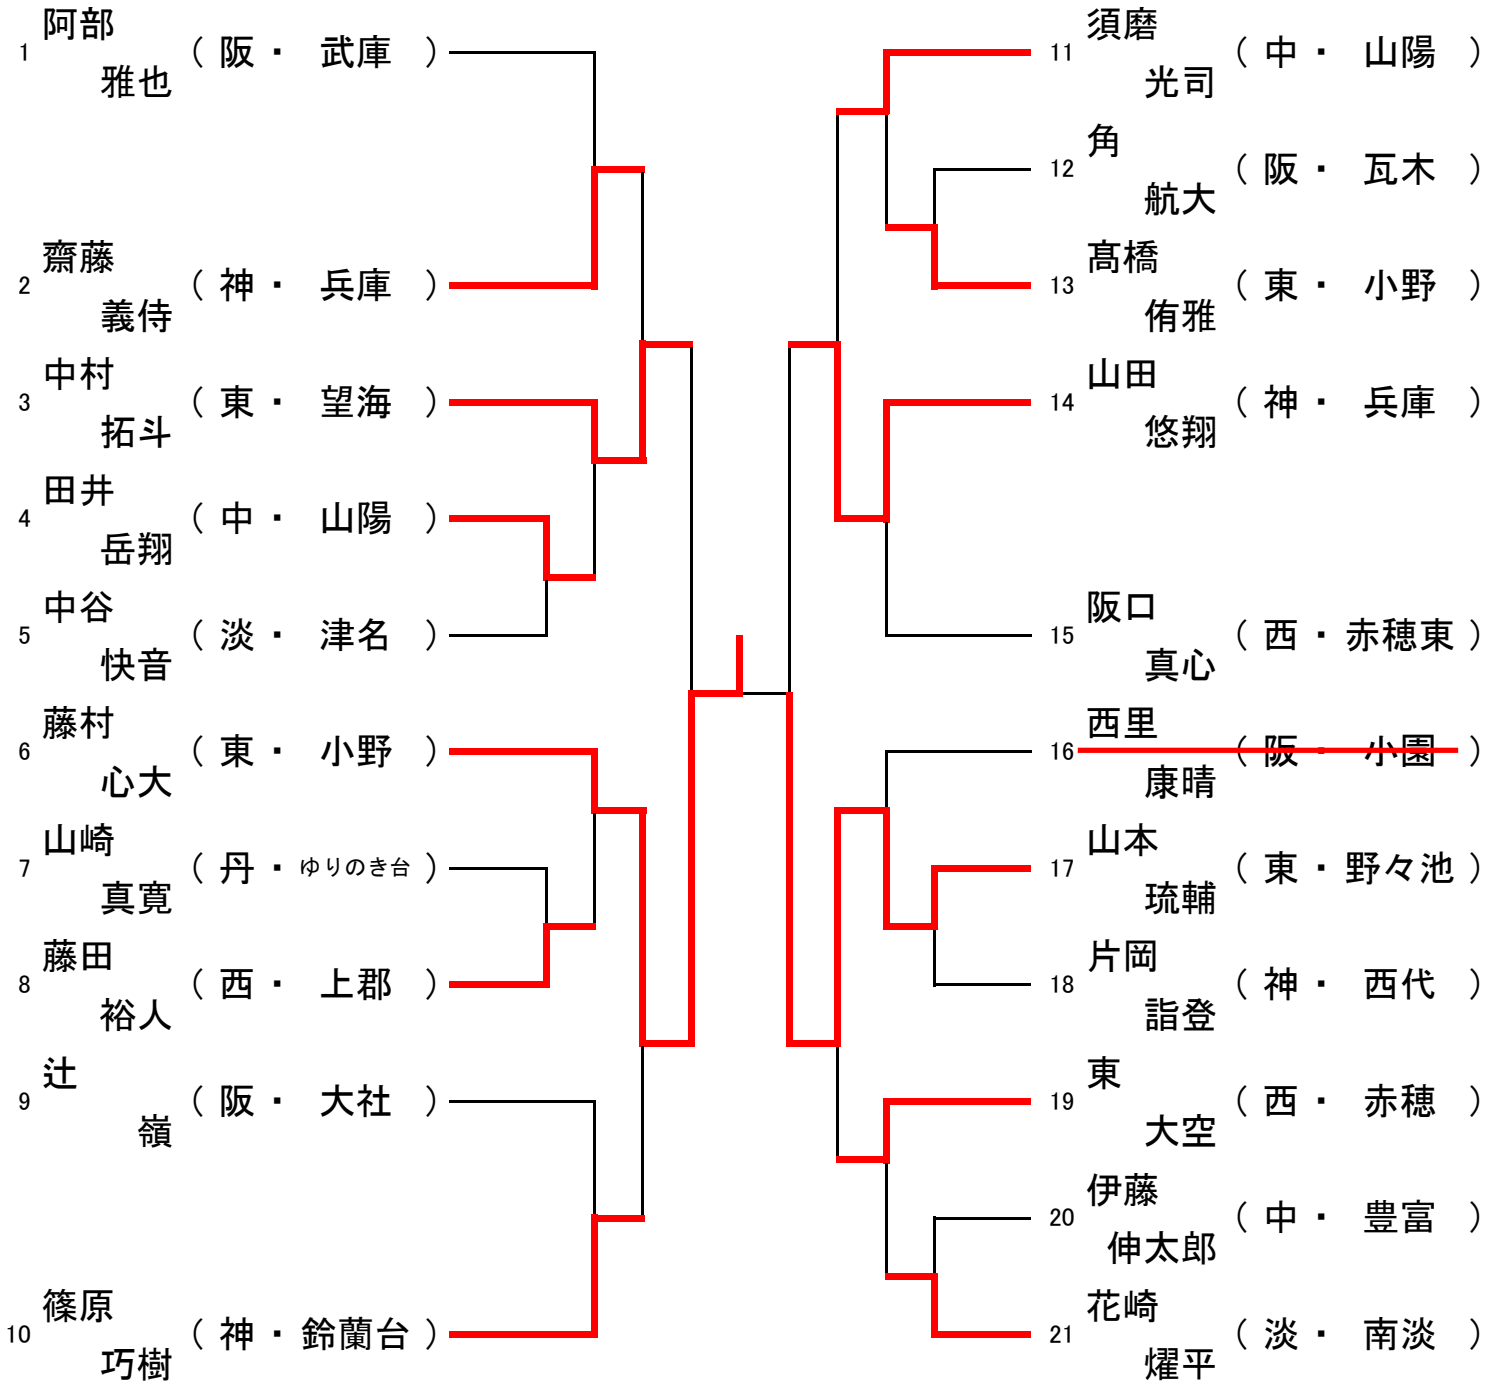 1 阿部 雅也 （ 阪 ・ 武庫 ）
2 齋藤 義侍 （ 神 ・ 兵庫 ）
3 中村 拓斗 （ 東 ・ 望海 ）
4 田井 岳翔 （ 中 ・ 山陽 ）
5 中谷 快音 （ 淡 ・ 津名 ）
6 藤村 心大 （ 東 ・ 小野 ）
7 山崎 真寛 （ 丹 ・ ゆりのき台 ）
8 藤田 裕人 （ 西 ・ 上郡 ）
9 辻 嶺 （ 阪 ・ 大社 ）
10 篠原 巧樹 （ 神 ・ 鈴蘭台 ）
11 須磨 光司 （ 中 ・ 山陽 ）
12 角 航大 （ 阪 ・ 瓦木 ）
13 髙橋 侑雅 （ 東 ・ 小野 ）
14 山田 悠翔 （ 神 ・ 兵庫 ）
15 阪口 真心 （ 西 ・ 赤穂東 ）
16 西里 康晴 （ 阪 ・ 小園 ）
17 山本 琉輔 （ 東 ・ 野々池 ）
18 片岡 詣登 （ 神 ・ 西代 ）
19 東 大空 （ 西 ・ 赤穂 ）
20 伊藤 伸太郎 （ 中 ・ 豊富 ）
21 花崎 燿平 （ 淡 ・ 南淡 ）